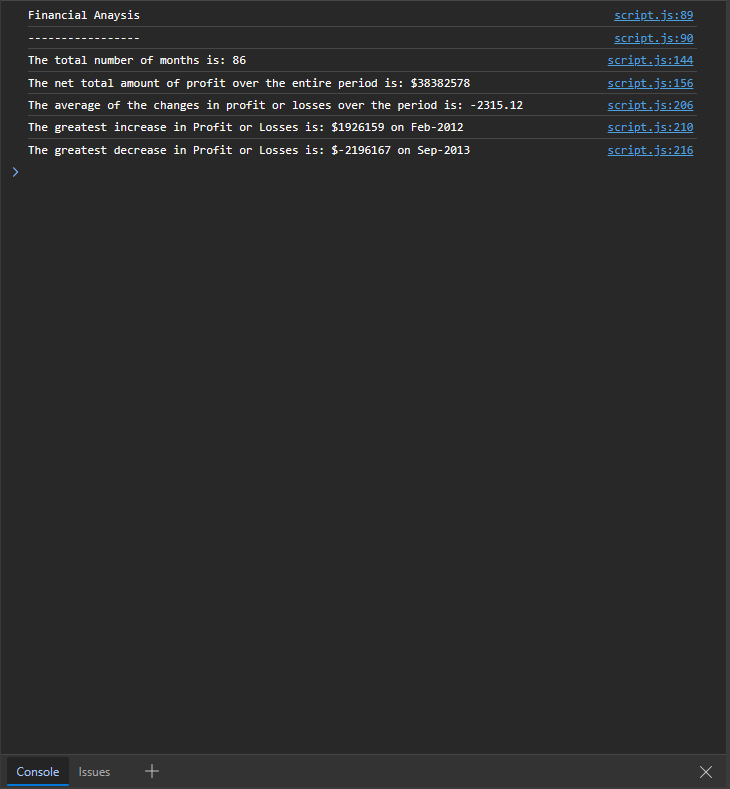 Financial Anaysis script.js:89
----------------- script.js:90
The total number of months is: 86 script.js:144
The net total amount of profit over the entire period is: $38382578 script.js:156
The average of the changes in profit or losses over the period is: -2315.12 script.js:206
The greatest increase in Profit or Losses is: $1926159 on Feb-2012 script.js:210
The greatest decrease in Profit or Losses is: $-2196167 on Sep-2013 script.js:216
Console Issues